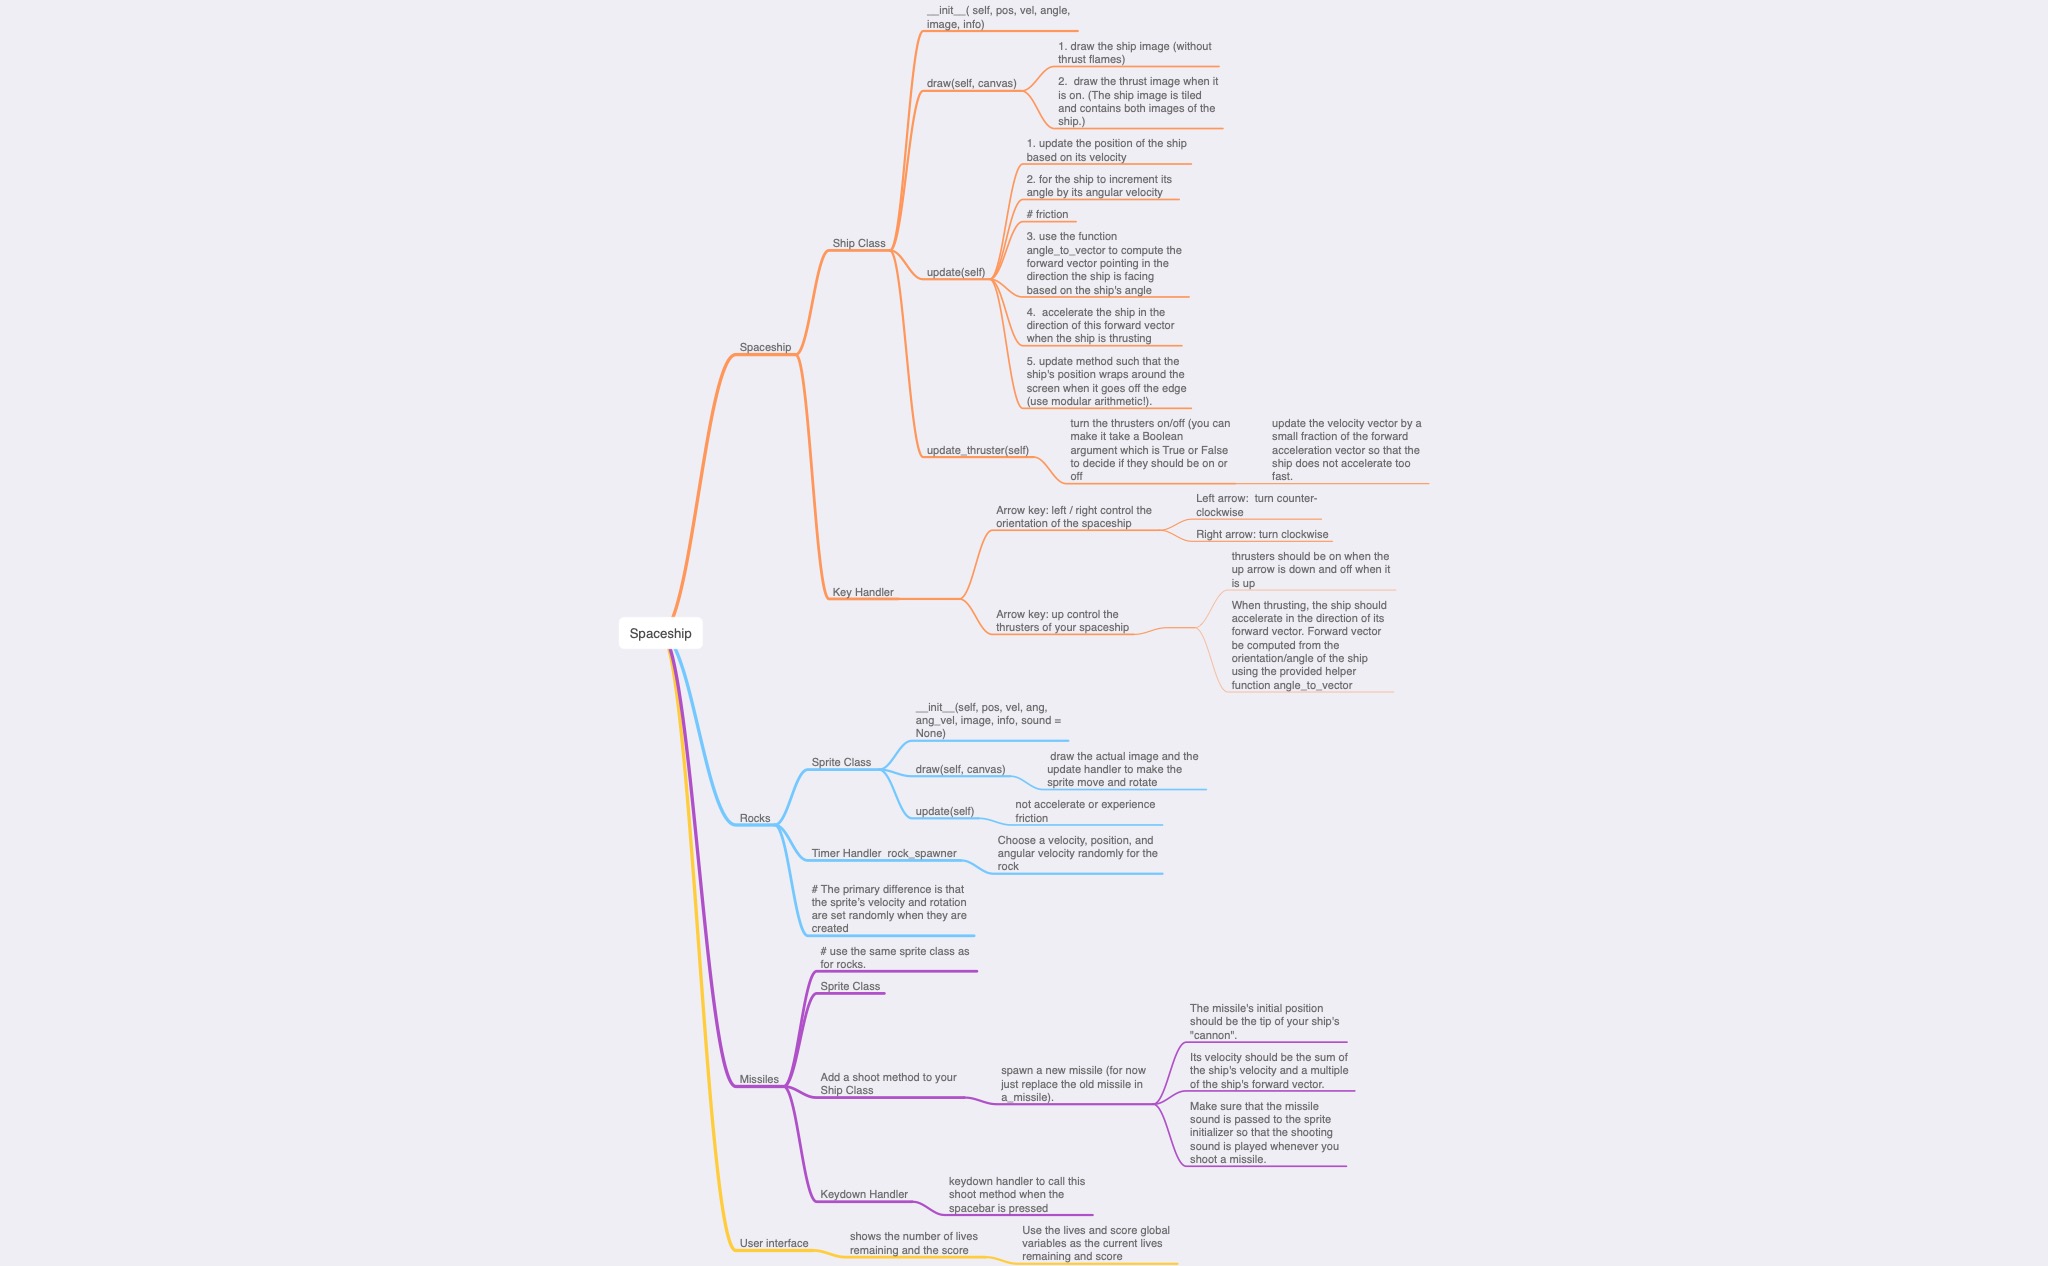 __init__( self, pos, vel, angle,
image, info)
1. draw the ship image (without
thrust flames)
draw(self, canvas)
2.  draw the thrust image when it
is on. (The ship image is tiled
and contains both images of the
ship.)
1. update the position of the ship
based on its velocity
2. for the ship to increment its
angle by its angular velocity
# friction
Ship Class
3. use the function
angle_to_vector to compute the
forward vector pointing in the
direction the ship is facing
based on the ship's angle
update(self)
4.  accelerate the ship in the
direction of this forward vector
when the ship is thrusting
Spaceship
5. update method such that the
ship's position wraps around the
screen when it goes off the edge
(use modular arithmetic!).
update_thruster(self)
turn the thrusters on/off (you can
make it take a Boolean
argument which is True or False
to decide if they should be on or
off
update the velocity vector by a
small fraction of the forward
acceleration vector so that the
ship does not accelerate too
fast.
Arrow key: left / right control the
orientation of the spaceship
Left arrow:  turn counter-
clockwise
Right arrow: turn clockwise
Key Handler
Arrow key: up control the
thrusters of your spaceship
thrusters should be on when the
up arrow is down and off when it
is up
When thrusting, the ship should
accelerate in the direction of its
forward vector. Forward vector
be computed from the
orientation/angle of the ship
using the provided helper
function angle_to_vector
Spaceship
__init__(self, pos, vel, ang,
ang_vel, image, info, sound =
None)
Sprite Class
draw(self, canvas)
draw the actual image and the
update handler to make the
sprite move and rotate
update(self)
not accelerate or experience
friction
Rocks
Timer Handler  rock_spawner
Choose a velocity, position, and
angular velocity randomly for the
rock
# The primary difference is that
the sprite's velocity and rotation
are set randomly when they are
created
# use the same sprite class as
for rocks.
Sprite Class
Missiles
Add a shoot method to your
Ship Class
spawn a new missile (for now
just replace the old missile in
a_missile).
The missile's initial position
should be the tip of your ship's
"cannon".
Its velocity should be the sum of
the ship's velocity and a multiple
of the ship's forward vector.
Make sure that the missile
sound is passed to the sprite
initializer so that the shooting
sound is played whenever you
shoot a missile.
Keydown Handler
keydown handler to call this
shoot method when the
spacebar is pressed
User interface
shows the number of lives
remaining and the score
Use the lives and score global
variables as the current lives
remaining and score